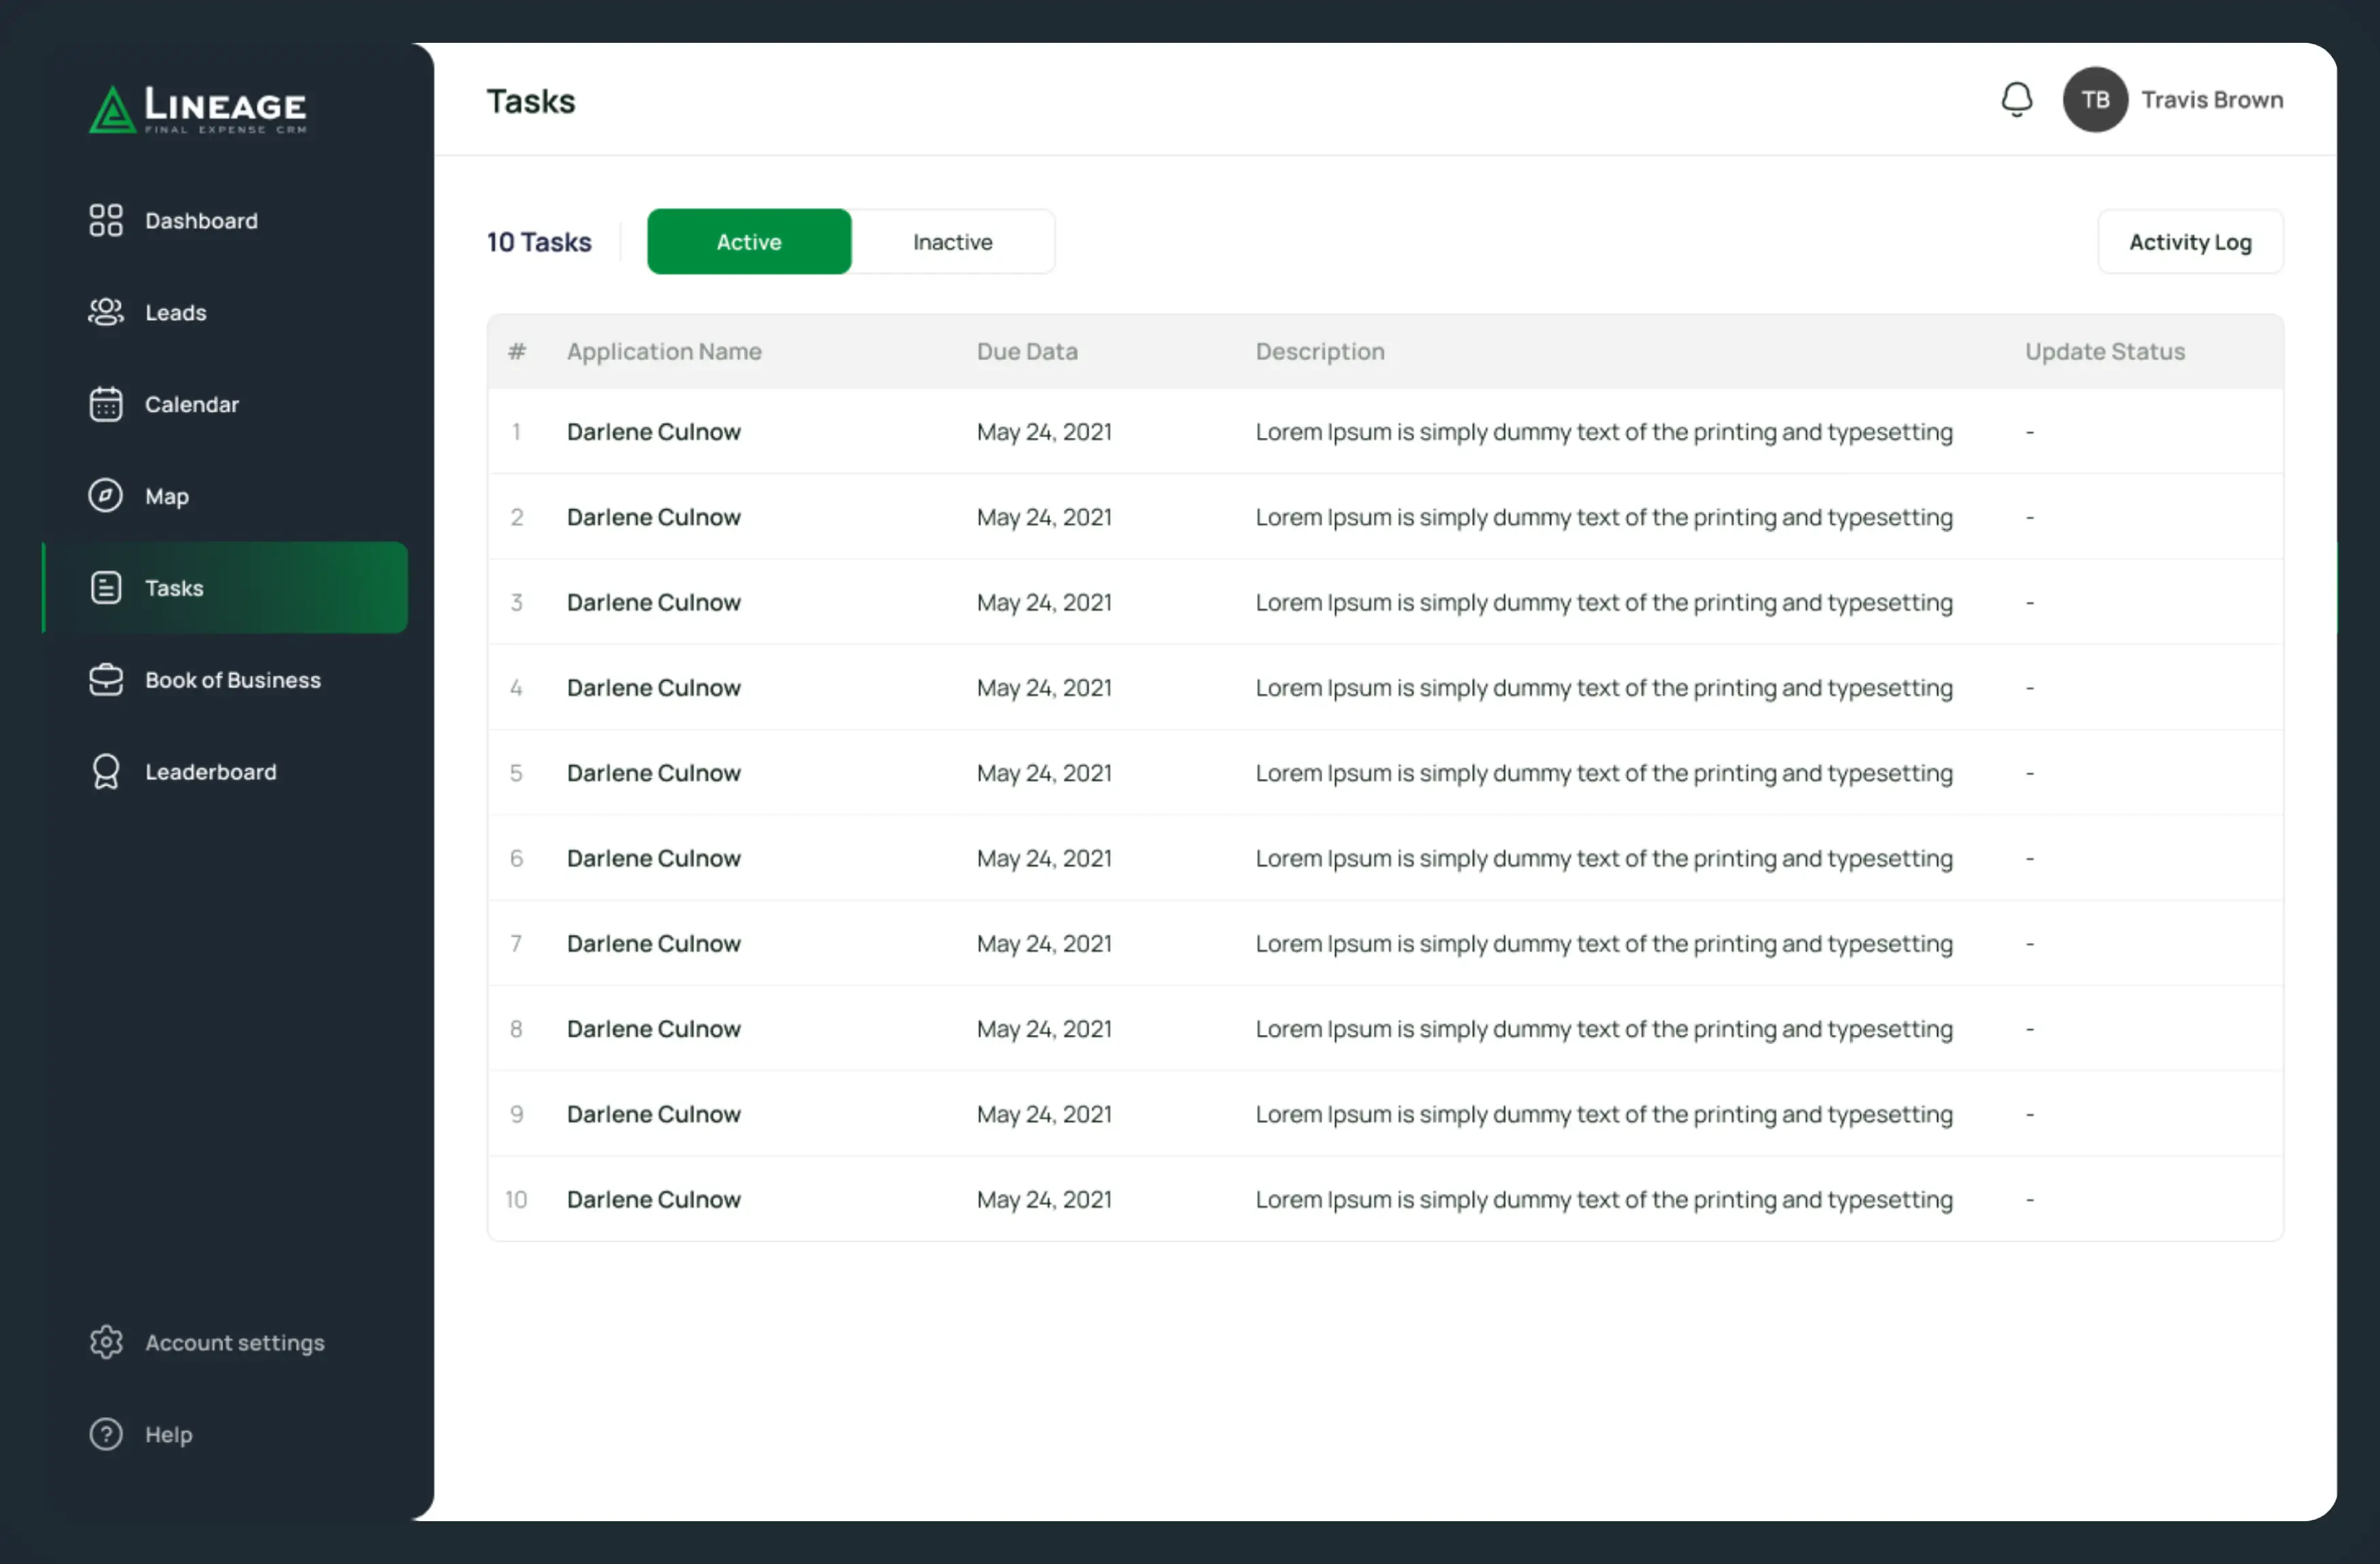 LINEAGE
FINAL EXPENSE CRM
Dashboard
Leads
Calendar
Map
Tasks
Book of Business
Leaderboard
Account settings
? Help
Tasks
TB Travis Brown
10 Tasks Active Inactive Activity Log
# Application Name Due Data Description Update Status
1 Darlene Culnow May 24, 2021 Lorem Ipsum is simply dummy text of the printing and typesetting -
2 Darlene Culnow May 24, 2021 Lorem Ipsum is simply dummy text of the printing and typesetting -
3 Darlene Culnow May 24, 2021 Lorem Ipsum is simply dummy text of the printing and typesetting -
4 Darlene Culnow May 24, 2021 Lorem Ipsum is simply dummy text of the printing and typesetting -
5 Darlene Culnow May 24, 2021 Lorem Ipsum is simply dummy text of the printing and typesetting -
6 Darlene Culnow May 24, 2021 Lorem Ipsum is simply dummy text of the printing and typesetting -
7 Darlene Culnow May 24, 2021 Lorem Ipsum is simply dummy text of the printing and typesetting -
8 Darlene Culnow May 24, 2021 Lorem Ipsum is simply dummy text of the printing and typesetting -
9 Darlene Culnow May 24, 2021 Lorem Ipsum is simply dummy text of the printing and typesetting -
10 Darlene Culnow May 24, 2021 Lorem Ipsum is simply dummy text of the printing and typesetting -